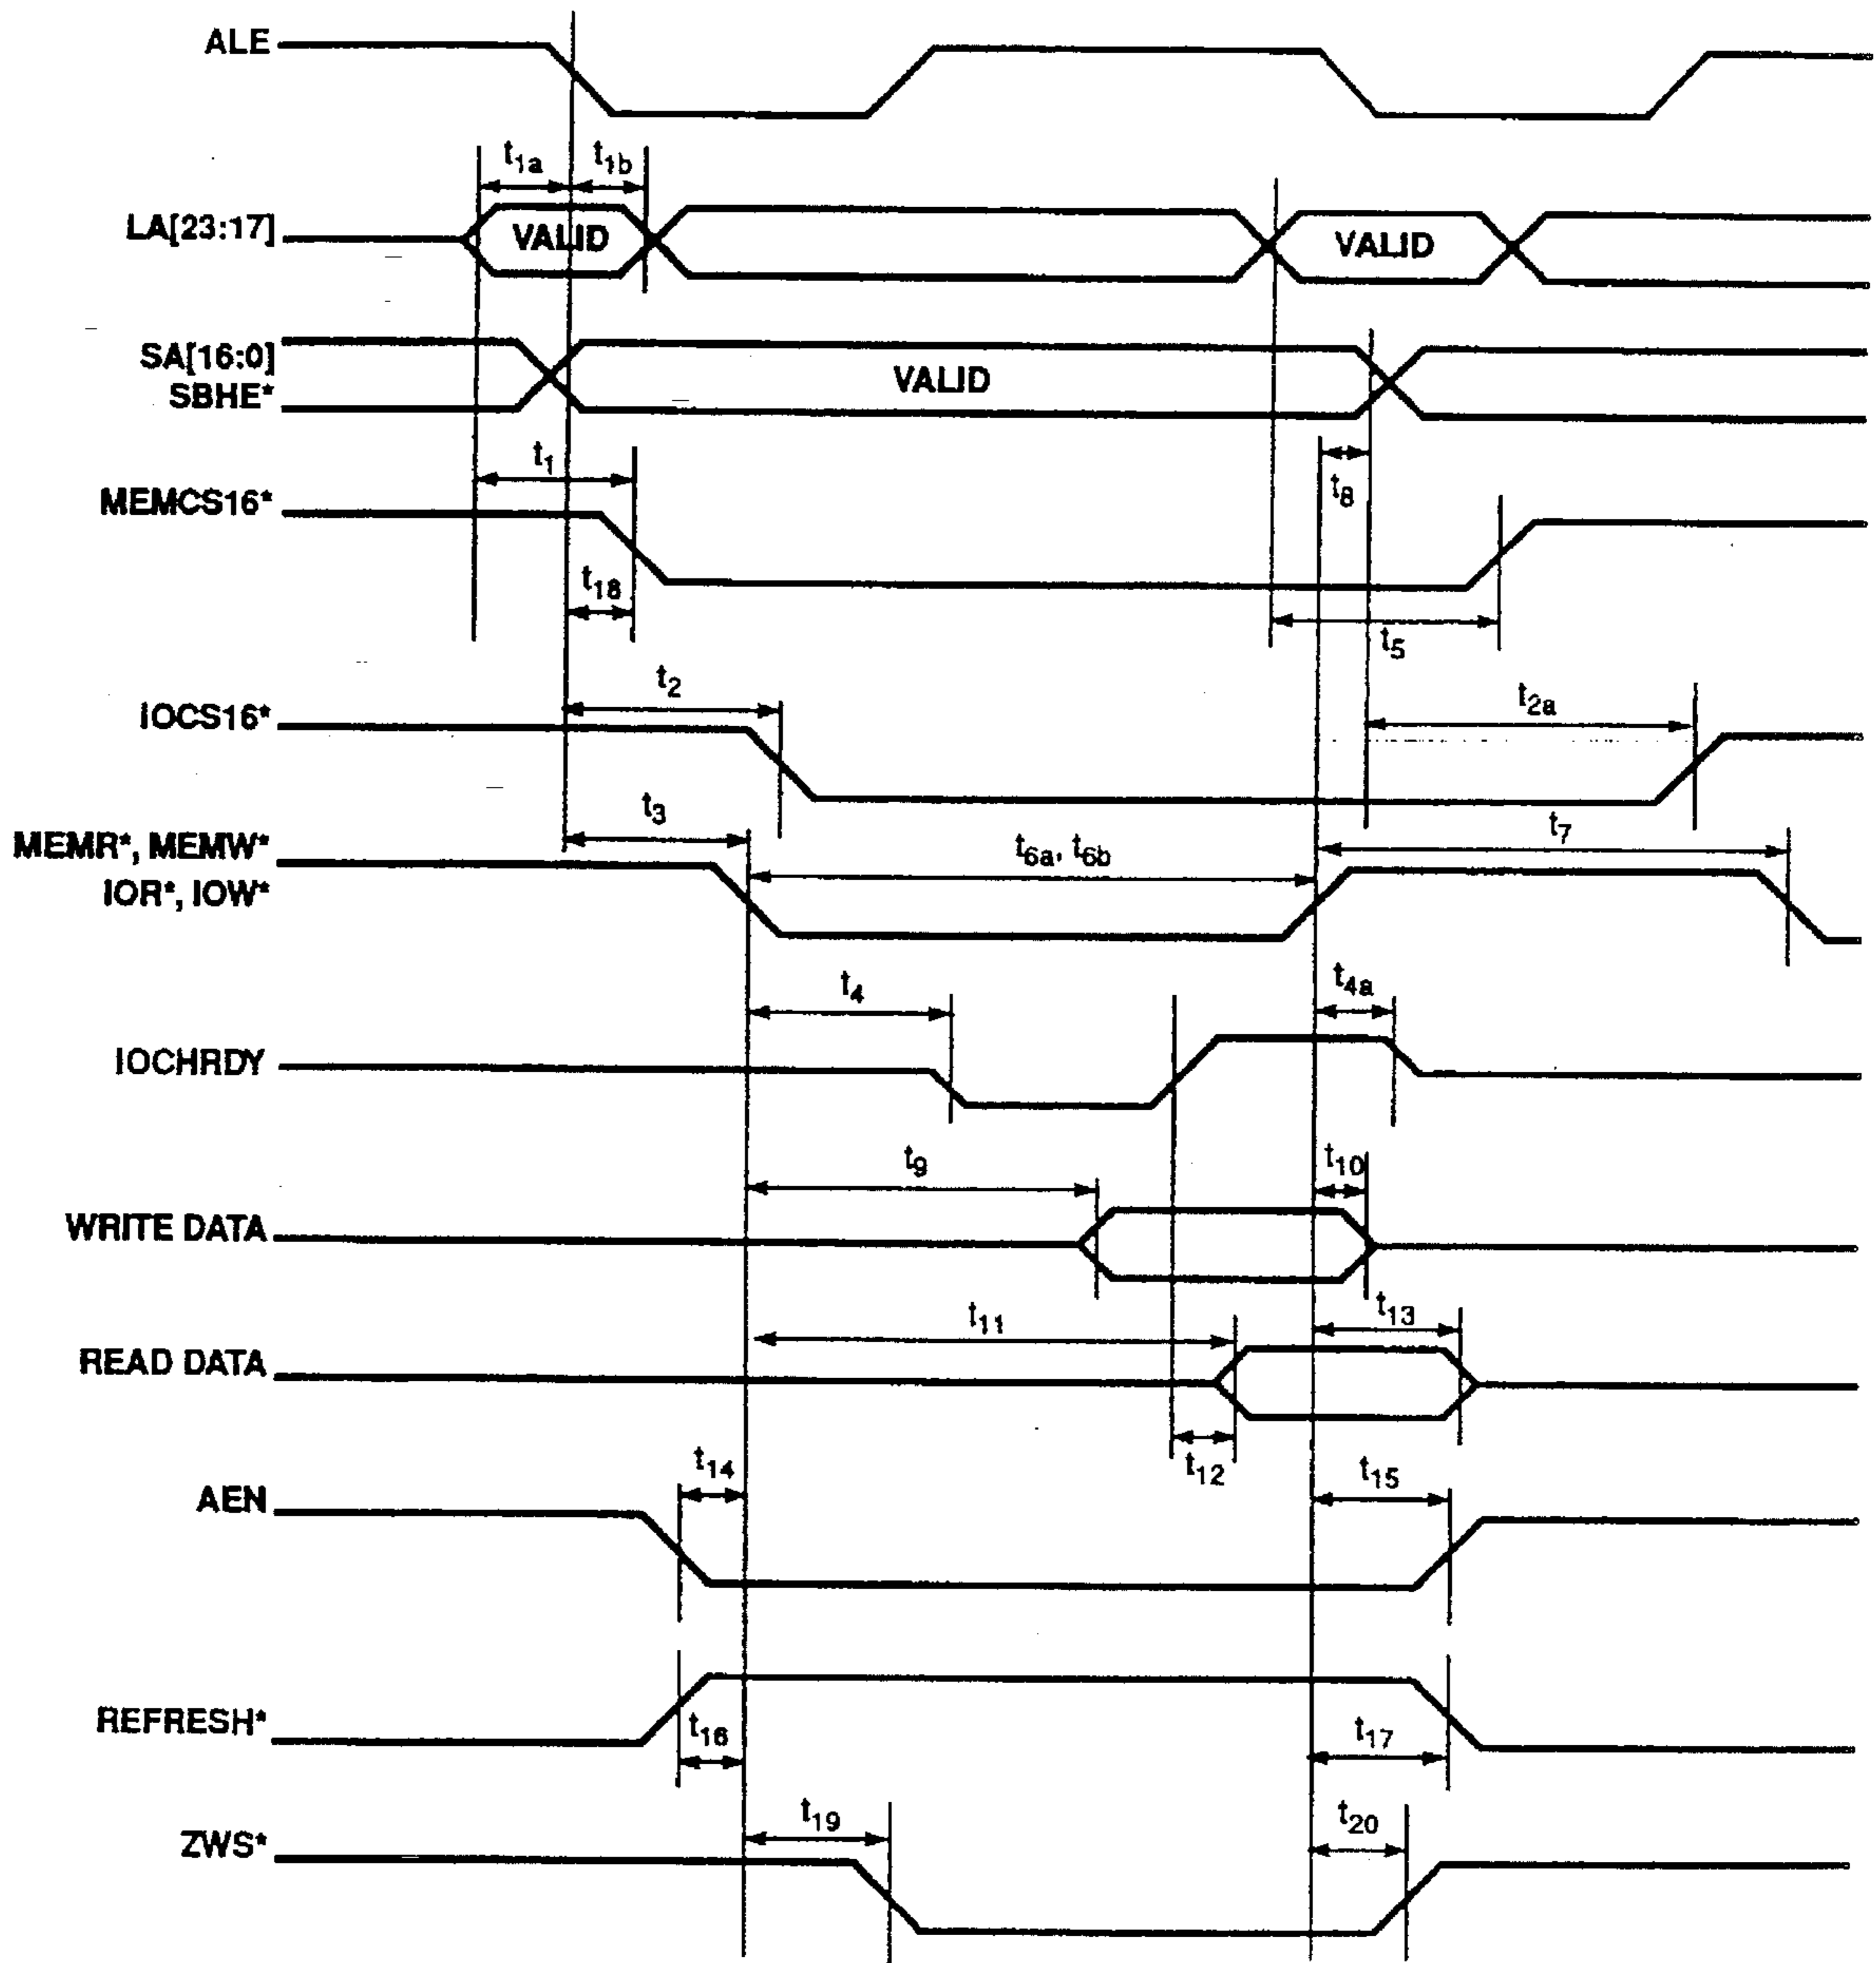 ALE
t1a t1b
LA[23:17] VALID VALID
SA[16:0]
SBHE* VALID
t1
MEMCS16* t8
t18
t5
t2
IOCS16* t2a
t3
MEMR*, MEMW* t6a, t6b t7
IOR*, IOW*
t4 t4a
IOCHRDY
t9 t10
WRITE DATA
t11 t13
READ DATA
t14 t12 t15
AEN
REFRESH* t16 t17
t19 t20
ZWS*